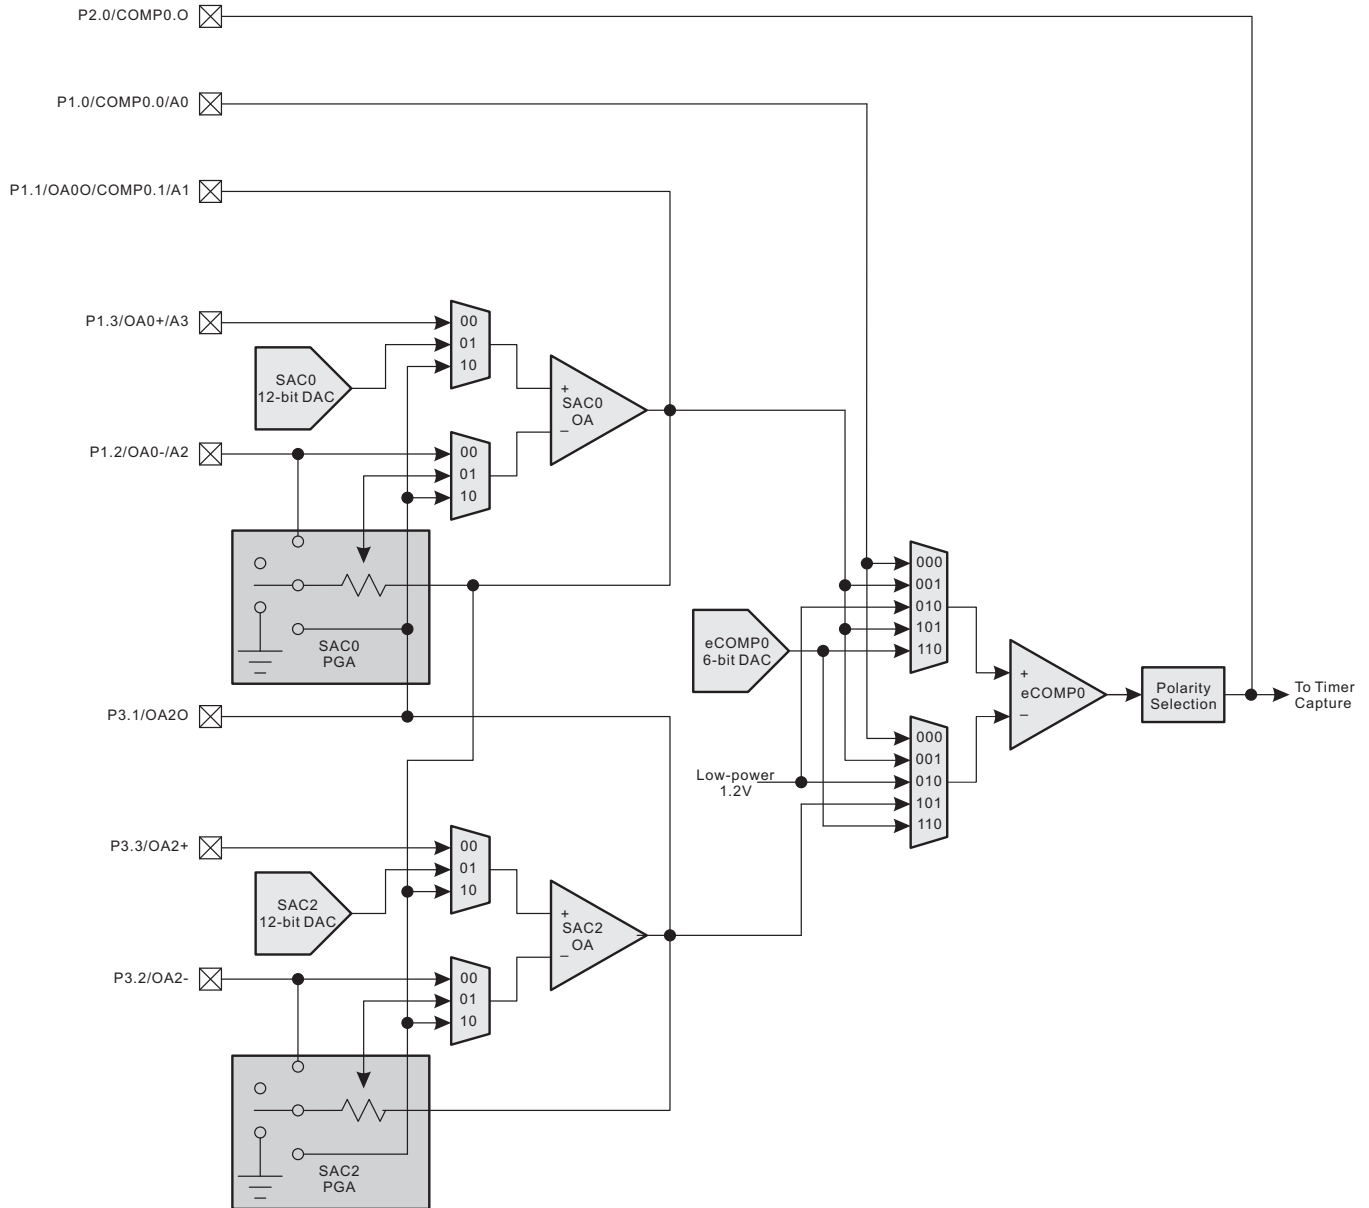 P2.0/COMP0.O
P1.0/COMP0.0/A0
P1.1/OA0O/COMP0.1/A1
P1.3/OA0+/A3
00
01
10
SAC0
12-bit DAC
+
SAC0
OA
–
P1.2/OA0-/A2
00
01
10
SAC0
PGA
000
001
010
101
110
eCOMP0
6-bit DAC
+
eCOMP0
–
Polarity
Selection
To Timer
Capture
P3.1/OA2O
000
001
010
101
110
Low-power
1.2V
P3.3/OA2+
00
01
10
SAC2
12-bit DAC
+
SAC2
OA
–
P3.2/OA2-
00
01
10
SAC2
PGA